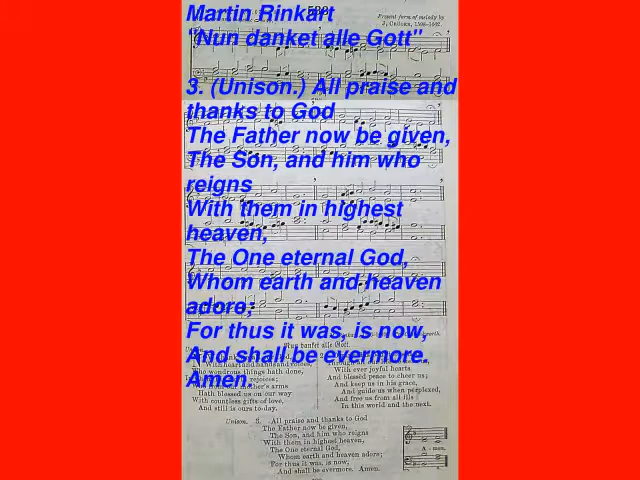 Martin Rinkart
"Nun danket alle Gott"
Present form of melody by
3. (Unison.) All praise and
thanks to God
The Father now be given,
The Son, and him who
reigns
With them in highest
heaven,
The One eternal God,
Whom earth and heaven
adore;
For thus it was, is now,
And shall be evermore.
Amen
Nun danket alle Gott.
Who wondrous things hath done,
Hath blessed us on our way
With countless gifts of love,
And still is ours to-day.
With ever joyful hearts
And blessed peace to cheer us;
And keep us in his grace,
And guide us when perplexed,
And free us from all ills
In this world and the next.
Unison. 3. All praise and thanks to God
The Father now be given,
The Son, and him who reigns
With them in highest heaven,
The One eternal God,
Whom earth and heaven adore;
For thus it was, is now,
And shall be evermore. Amen.
A - men.